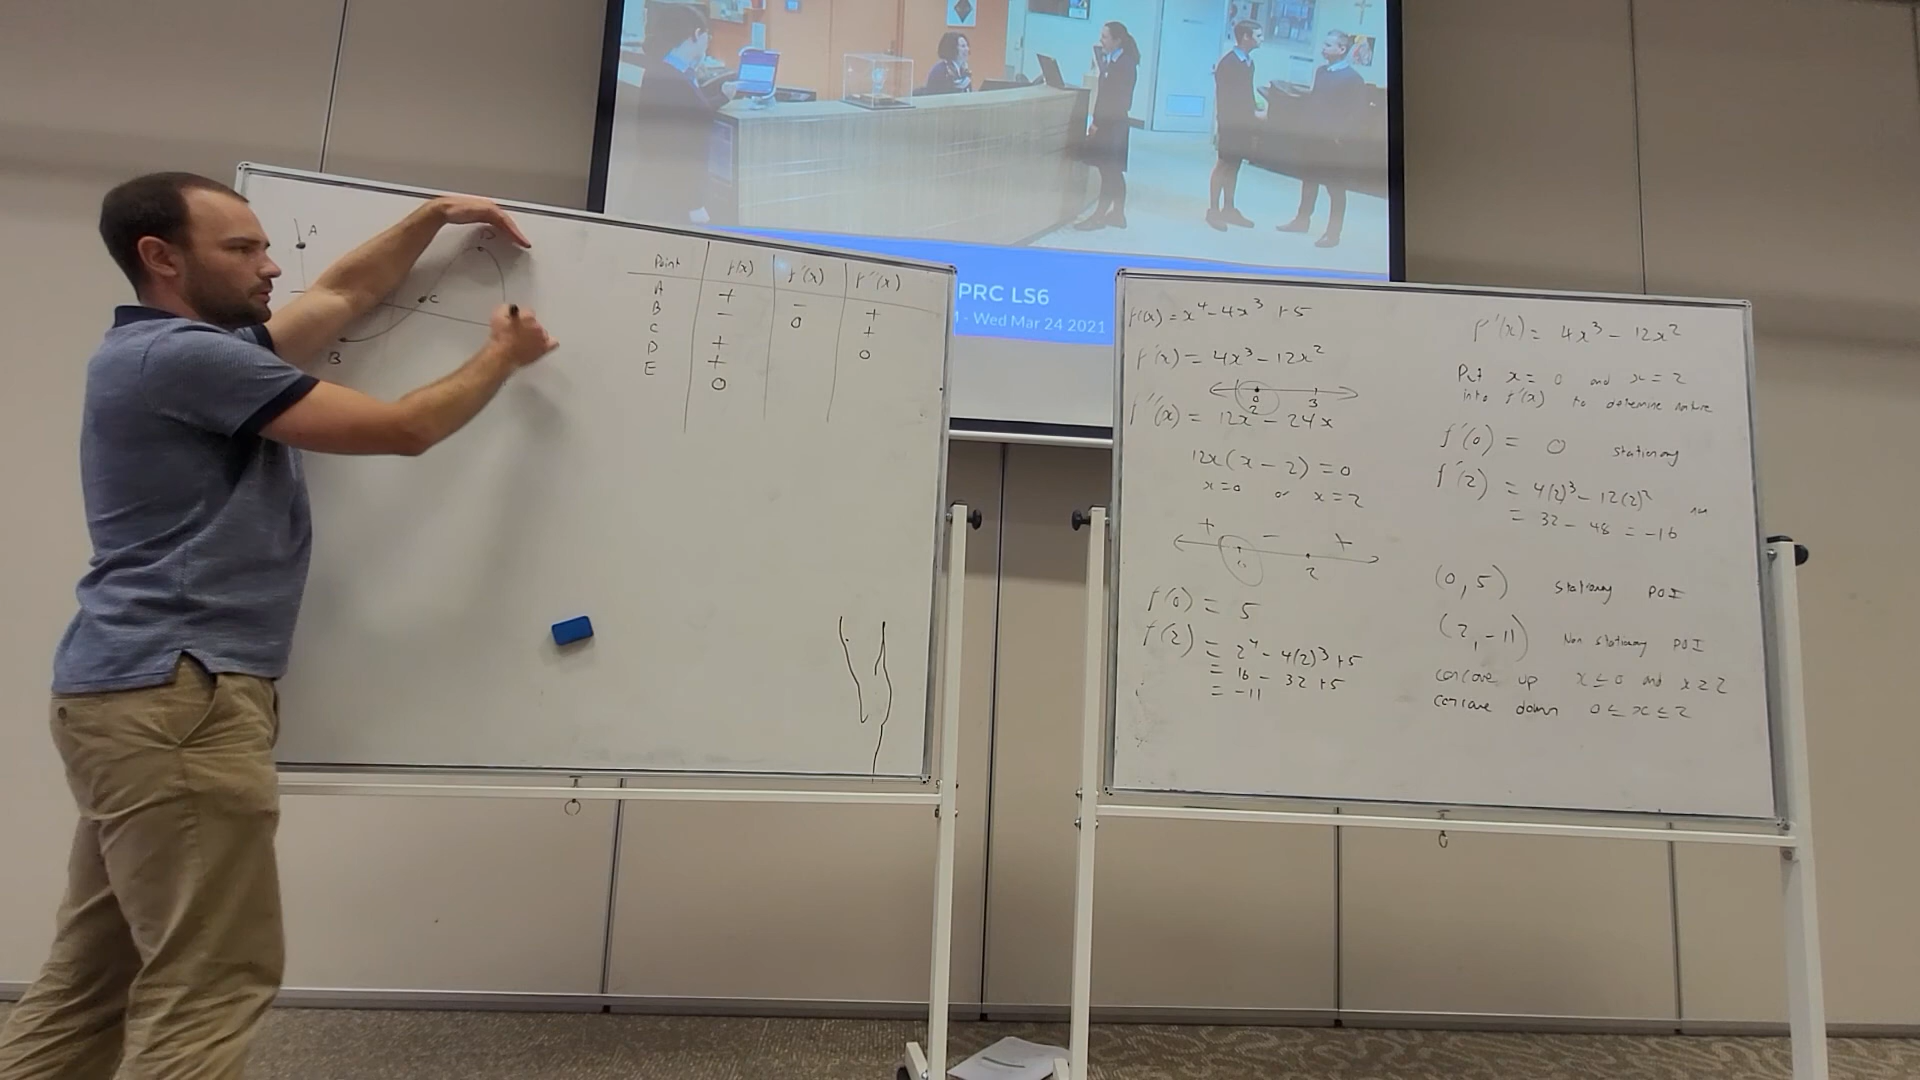 A
D
C
B
Point f(x) f'(x) f''(x)
A + - +
B - 0 +
C + 0
D +
E 0
PRC LS6
- Wed Mar 24 2021
f(x) = x⁴ - 4x³ + 5
f'(x) = 4x³ - 12x²
0 3
2
f''(x) = 12x - 24x
12x(x - 2) = 0
x = 0 or x = 2
+ - +
2
f(0) = 5
f(2) = 2⁴ - 4(2)³ + 5
= 16 - 32 + 5
= -11
f'(x) = 4x³ - 12x²
Put x = 0 and x = 2
into f'(x) to determine nature
f'(0) = 0 stationary
f'(2) = 4(2)³ - 12(2)²
= 32 - 48 = -16
(0, 5) Stationary POI
(2, -11) Non stationary POI
concave up x ≤ 0 and x ≥ 2
concave down 0 ≤ x ≤ 2